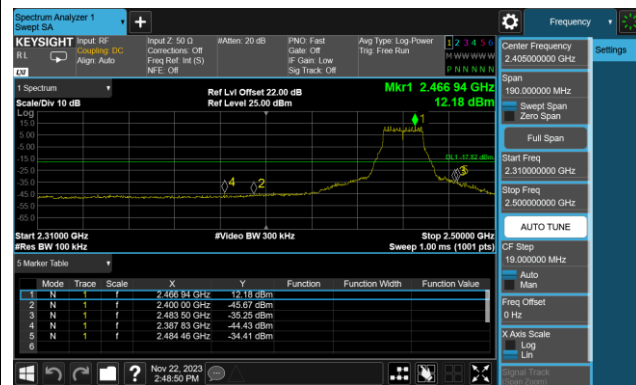 Spectrum Analyzer 1
Swept SA
Frequency
KEYSIGHT
RL
LXI
Input: RF
Coupling: DC
Align: Auto
Input Z: 50 Ω
Corrections: Off
Freq Ref: Int (S)
NFE: Off
#Atten: 20 dB
PNO: Fast
Gate: Off
IF Gain: Low
Sig Track: Off
Avg Type: Log-Power
Trig: Free Run
1 2 3 4 5 6
M W W W W W
P N N N N N
Settings
Center Frequency
2.405000000 GHz
Span
190.000000 MHz
Swept Span
Zero Span
Full Span
Start Freq
2.310000000 GHz
Stop Freq
2.500000000 GHz
AUTO TUNE
CF Step
19.000000 MHz
Auto
Man
Freq Offset
0 Hz
X Axis Scale
Log
Lin
Signal Track
(Span Zoom)
1 Spectrum
Scale/Div 10 dB
Log
Ref Lvl Offset 22.00 dB
Ref Level 25.00 dBm
Mkr1 2.466 94 GHz
12.18 dBm
15.0
5.00
-5.00
-15.0
-25.0
-35.0
-45.0
-55.0
-65.0
1
DL1 -17.82 dBm
4
2
Start 2.31000 GHz
#Res BW 100 kHz
#Video BW 300 kHz
Stop 2.50000 GHz
Sweep 1.00 ms (1001 pts)
5 Marker Table
Mode Trace Scale X Y Function Function Width Function Value
1 N 1 f 2.466 94 GHz 12.18 dBm
2 N 1 f 2.400 00 GHz -45.67 dBm
3 N 1 f 2.483 50 GHz -35.25 dBm
4 N 1 f 2.387 83 GHz -44.43 dBm
5 N 1 f 2.484 46 GHz -34.41 dBm
6
Nov 22, 2023
2:48:50 PM